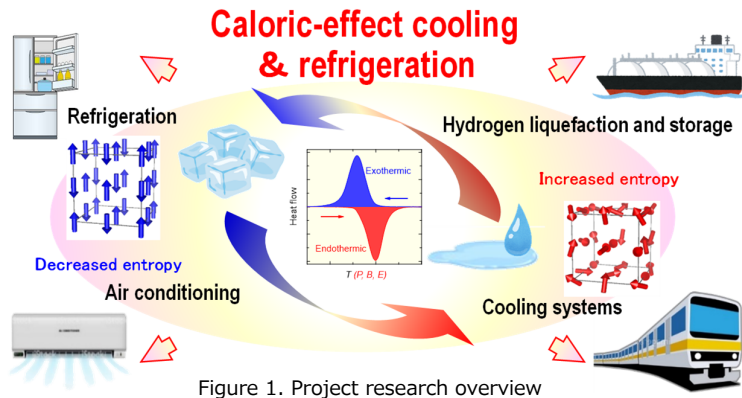 Caloric-effect cooling
& refrigeration
Refrigeration
Hydrogen liquefaction and storage
Exothermic
Heat flow
Endothermic
T (P, B, E)
Increased entropy
Decreased entropy
Air conditioning
Cooling systems
Figure 1. Project research overview